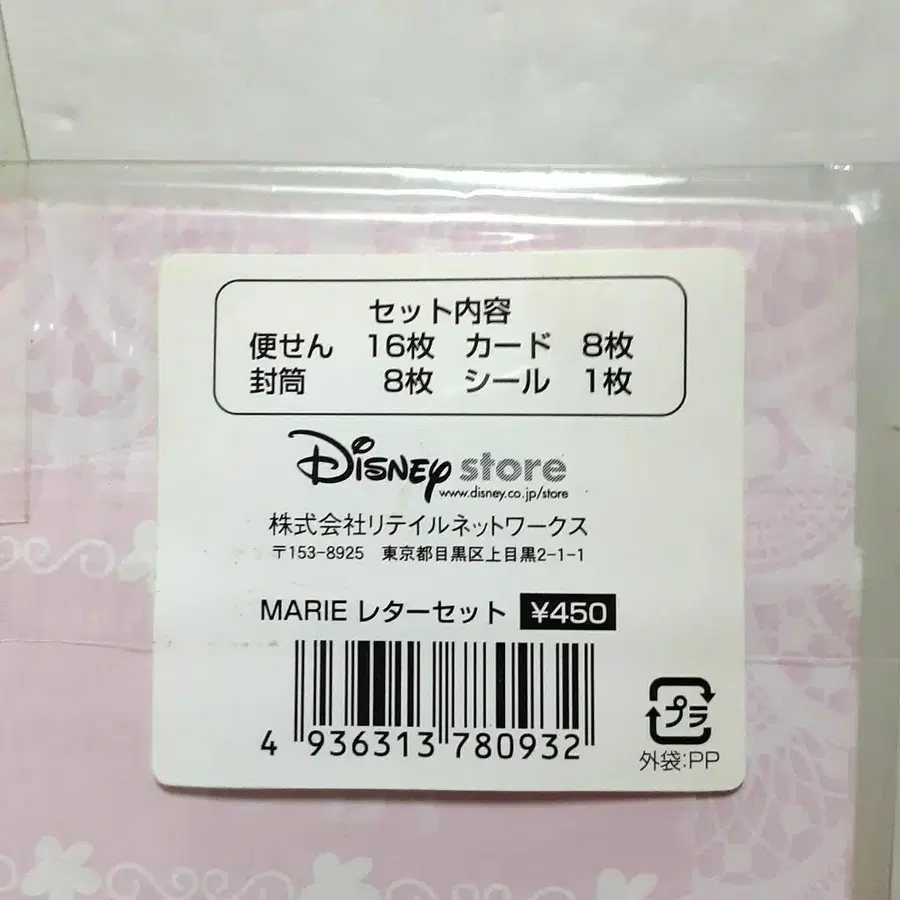 セット内容
便せん 16枚 カード 8枚
封筒 8枚 シール 1枚
Disney store
www.disney.co.jp/store
株式会社リテイルネットワークス
〒153-8925 東京都目黒区上目黒2-1-1
MARIE レターセット ¥450
4 936313 780932
プラ
外袋:PP